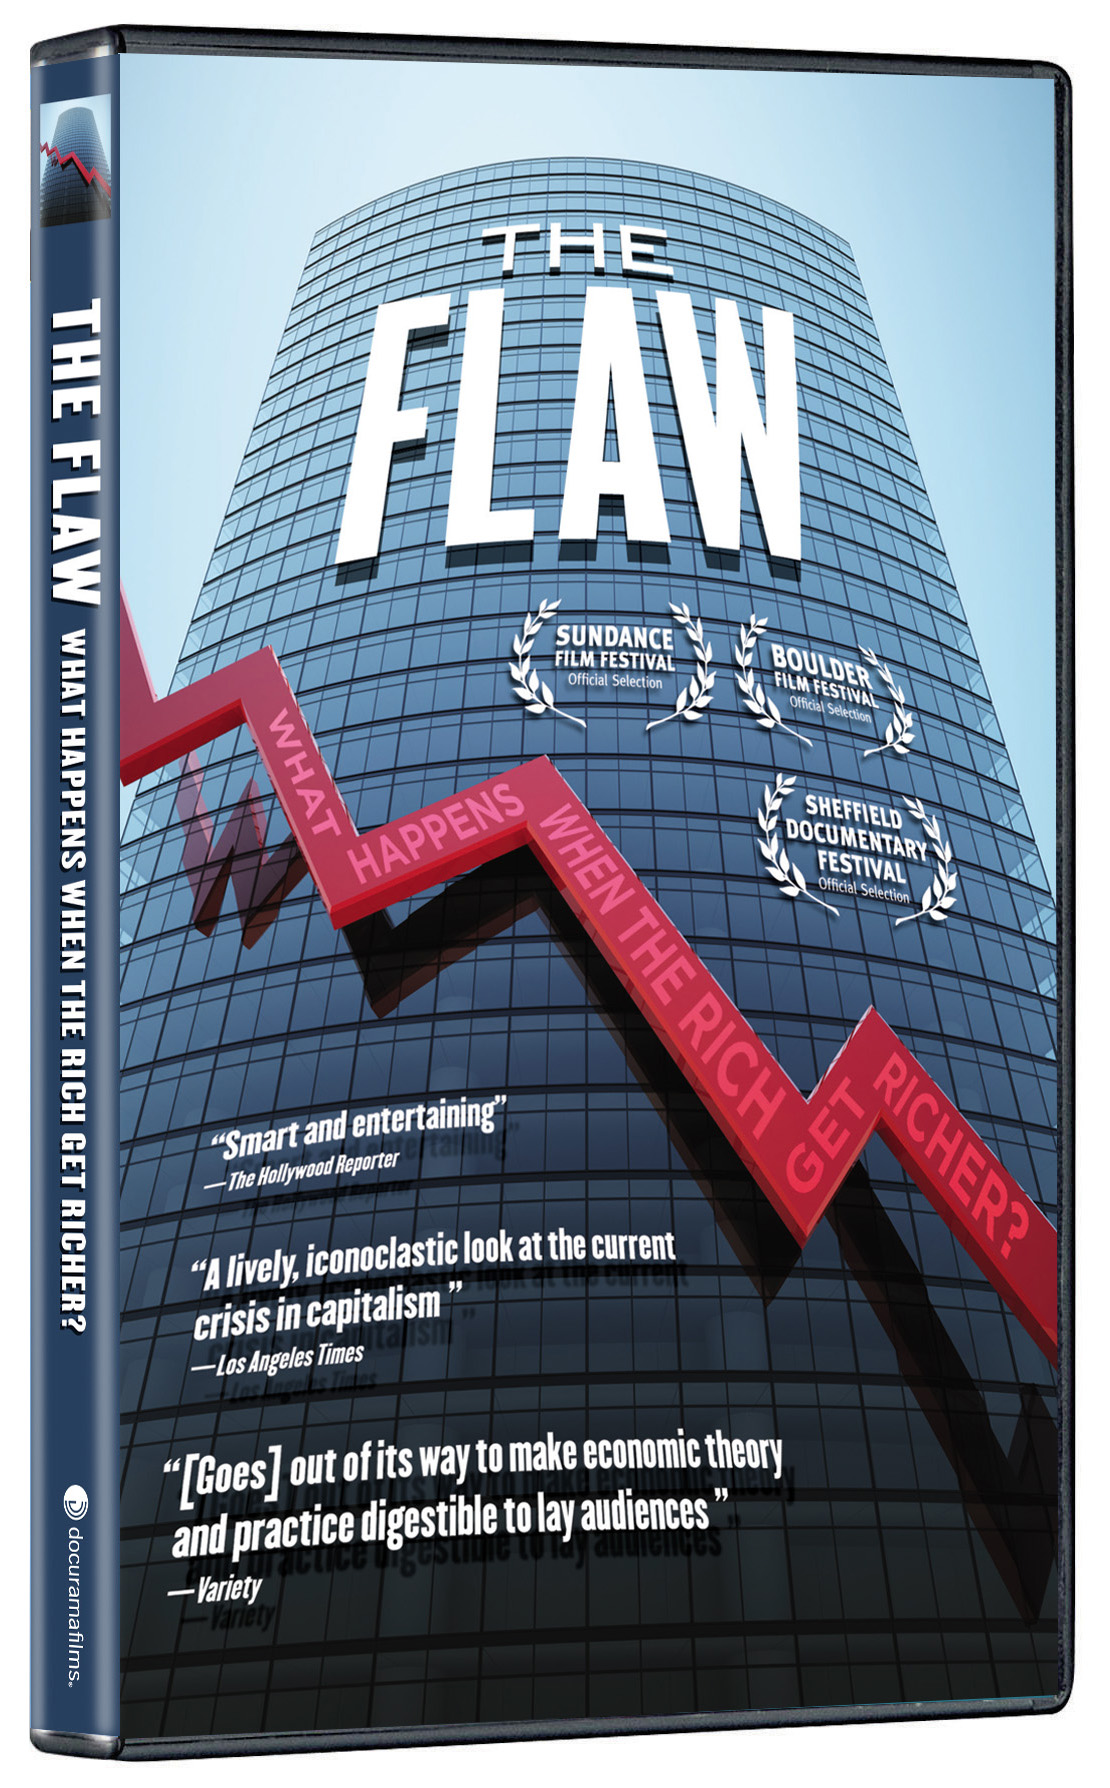 THE FLAW WHAT HAPPENS WHEN THE RICH GET RICHER?
docuramafilms®
THE
FLAW
SUNDANCE
FILM FESTIVAL
Official Selection
BOULDER
FILM FESTIVAL
Official Selection
SHEFFIELD
DOCUMENTARY
FESTIVAL
Official Selection
WHAT
HAPPENS
WHEN THE RICH
GET
RICHER?
“Smart and entertaining”
—The Hollywood Reporter
“A lively, iconoclastic look at the current
crisis in capitalism”
—Los Angeles Times
“[Goes] out of its way to make economic theory
and practice digestible to lay audiences”
—Variety